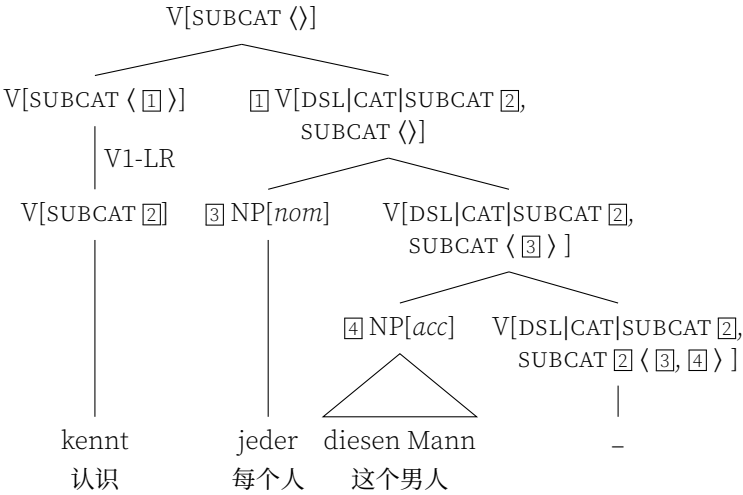 V[SUBCAT ⟨⟩]
V[SUBCAT ⟨ 1 ⟩] 1 V[DSL|CAT|SUBCAT 2,
SUBCAT ⟨⟩]
V1-LR
V[SUBCAT 2] 3 NP[nom] V[DSL|CAT|SUBCAT 2,
SUBCAT ⟨ 3 ⟩ ]
4 NP[acc] V[DSL|CAT|SUBCAT 2,
SUBCAT 2 ⟨ 3, 4 ⟩ ]
kennt jeder diesen Mann _
认识 每个人 这个男人